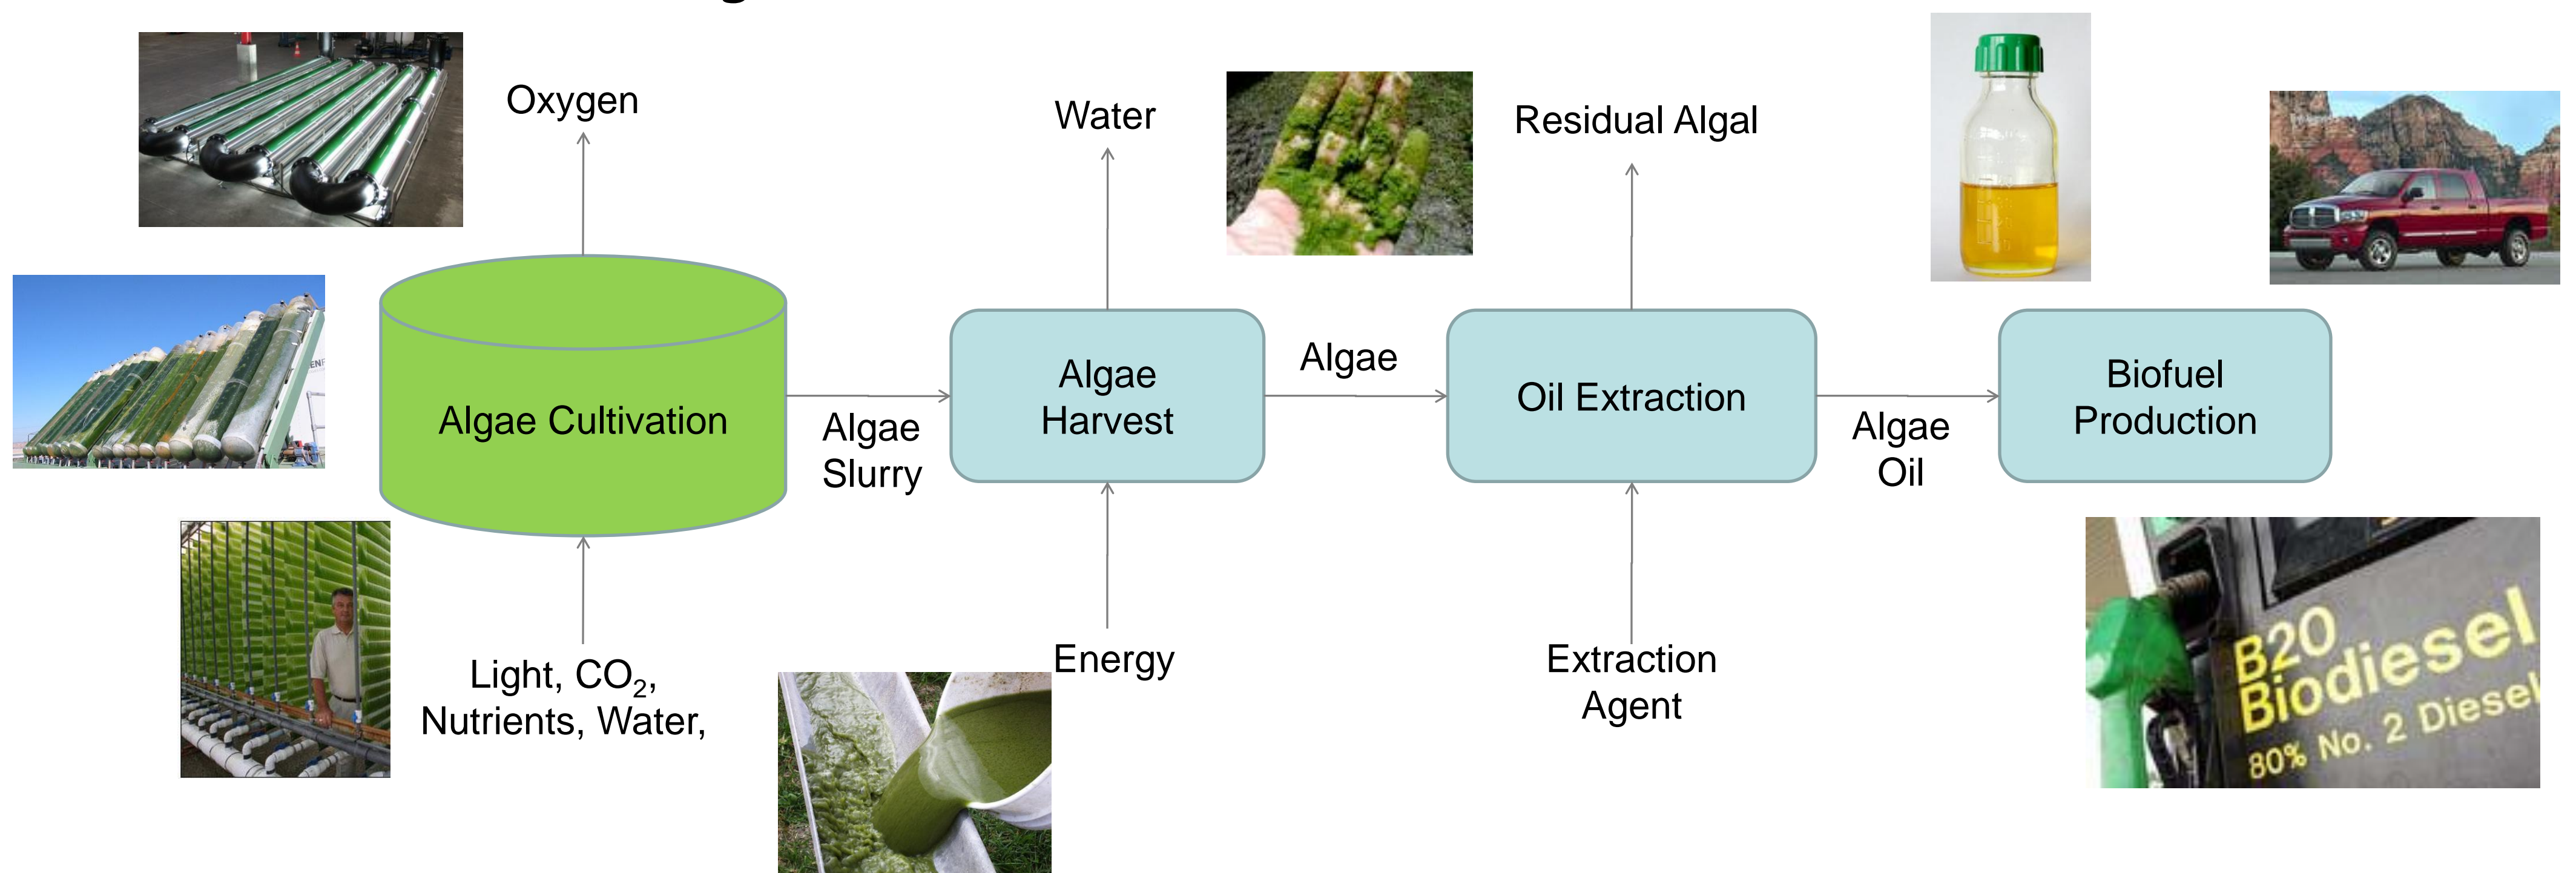 Oxygen
Water
Residual Algal
Algae Cultivation
Algae
Slurry
Algae
Harvest
Algae
Oil Extraction
Algae
Oil
Biofuel
Production
Light, CO₂,
Nutrients, Water,
Energy
Extraction
Agent
B20
Biodiesel
80% No. 2 Diesel